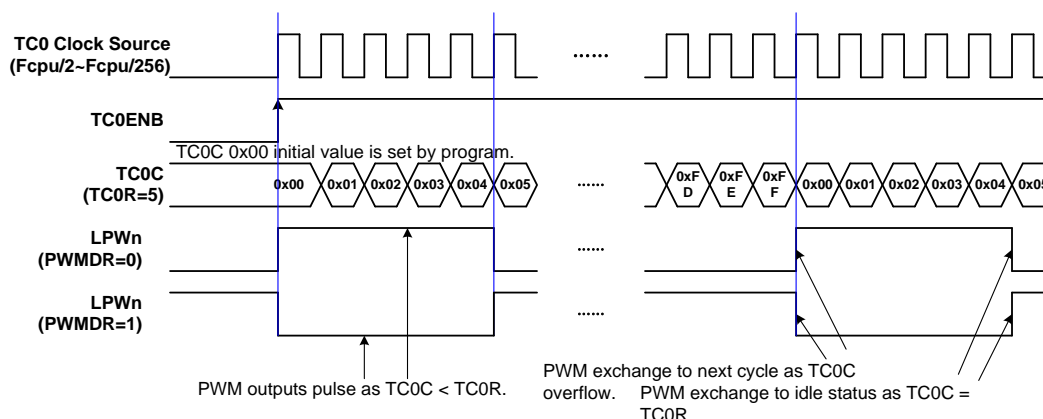 TC0 Clock Source
(Fcpu/2~Fcpu/256)
......
TC0ENB
TC0C 0x00 initial value is set by program.
TC0C
(TC0R=5)
0x00 0x01 0x02 0x03 0x04 0x05 ...... 0xF D 0xF E 0xF F 0x00 0x01 0x02 0x03 0x04 0x05
LPWn
(PWMDR=0)
......
LPWn
(PWMDR=1)
......
PWM outputs pulse as TC0C < TC0R.
PWM exchange to next cycle as TC0C
overflow.
PWM exchange to idle status as TC0C =
TC0R